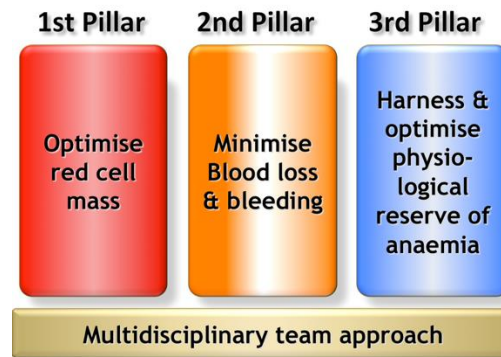 1st Pillar
2nd Pillar
3rd Pillar
Optimise
red cell
mass
Minimise
Blood loss
& bleeding
Harness &
optimise
physio-
logical
reserve of
anaemia
Multidisciplinary team approach